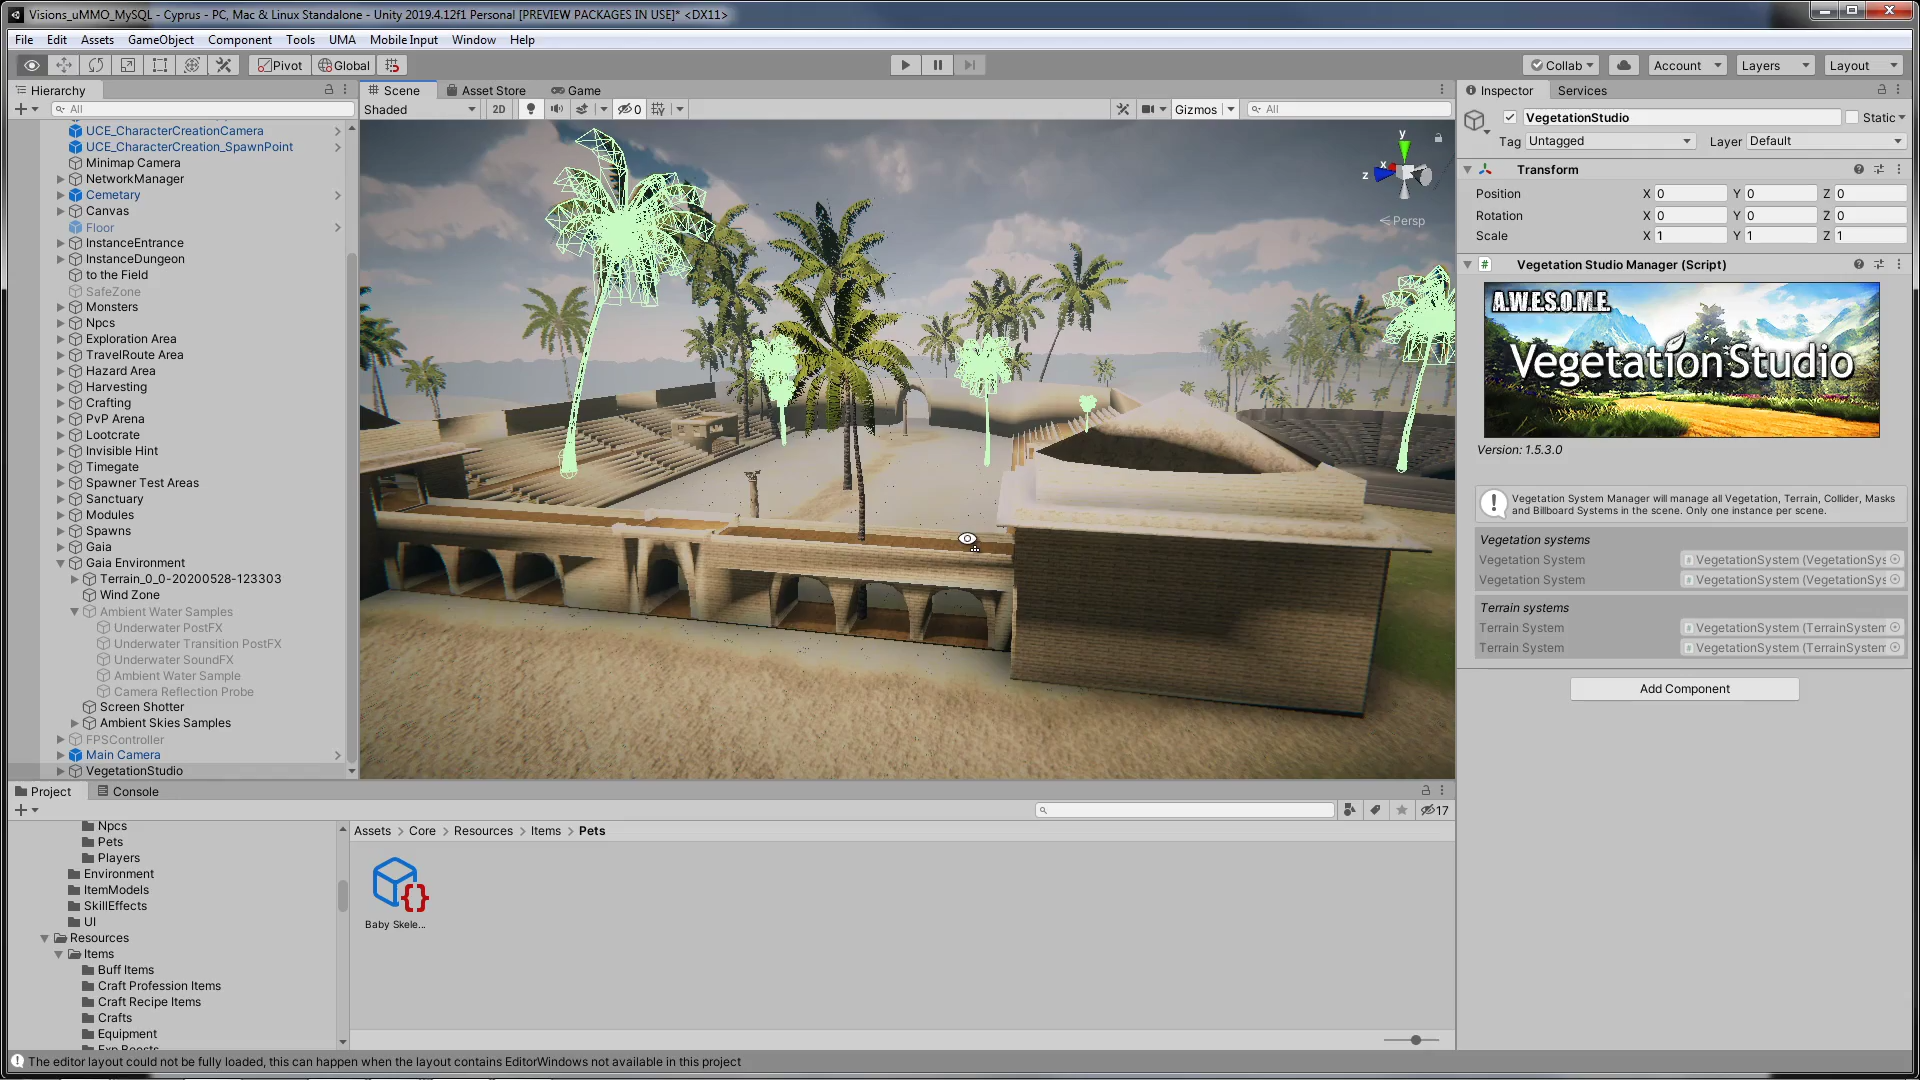 Visions_uMMO_MySQL - Cyprus - PC, Mac & Linux Standalone - Unity 2019.4.12f1 Personal [PREVIEW PACKAGES IN USE]* <DX11>
File Edit Assets GameObject Component Tools UMA Mobile Input Window Help
Pivot Global Collab Account Layers Layout
Hierarchy
All
UCE_CharacterCreationCamera
UCE_CharacterCreation_SpawnPoint
Minimap Camera
NetworkManager
Cemetary
Canvas
Floor
InstanceEntrance
InstanceDungeon
to the Field
SafeZone
Monsters
Npcs
Exploration Area
TravelRoute Area
Hazard Area
Harvesting
Crafting
PvP Arena
Lootcrate
Invisible Hint
Timegate
Spawner Test Areas
Sanctuary
Modules
Spawns
Gaia
Gaia Environment
Terrain_0_0-20200528-123303
Wind Zone
Ambient Water Samples
Underwater PostFX
Underwater Transition PostFX
Underwater SoundFX
Ambient Water Sample
Camera Reflection Probe
Screen Shotter
Ambient Skies Samples
FPSController
Main Camera
VegetationStudio
Scene Asset Store Game
Shaded 2D 0 Gizmos All
y
x
z
Persp
Inspector Services
VegetationStudio Static
Tag Untagged Layer Default
Transform
Position X 0 Y 0 Z 0
Rotation X 0 Y 0 Z 0
Scale X 1 Y 1 Z 1
# Vegetation Studio Manager (Script)
A.W.E.S.O.M.E.
Vegetation Studio
Version: 1.5.3.0
Vegetation System Manager will manage all Vegetation, Terrain, Collider, Masks
and Billboard Systems in the scene. Only one instance per scene.
Vegetation systems
Vegetation System VegetationSystem (VegetationSys
Vegetation System VegetationSystem (VegetationSys
Terrain systems
Terrain System VegetationSystem (TerrainSystem
Terrain System VegetationSystem (TerrainSystem
Add Component
Project Console
17
Npcs
Pets
Players
Environment
ItemModels
SkillEffects
UI
Resources
Items
Buff Items
Craft Profession Items
Craft Recipe Items
Crafts
Equipment
Exp Boosts
Assets > Core > Resources > Items > Pets
{}
Baby Skele...
The editor layout could not be fully loaded, this can happen when the layout contains EditorWindows not available in this project